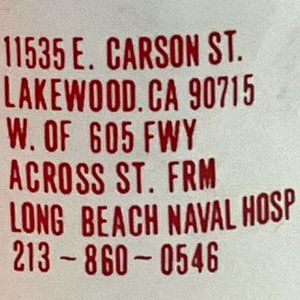 11535 E. CARSON ST.
LAKEWOOD. CA 90715
W. OF 605 FWY
ACROSS ST. FRM
LONG BEACH NAVAL HOSP
213-860-0546